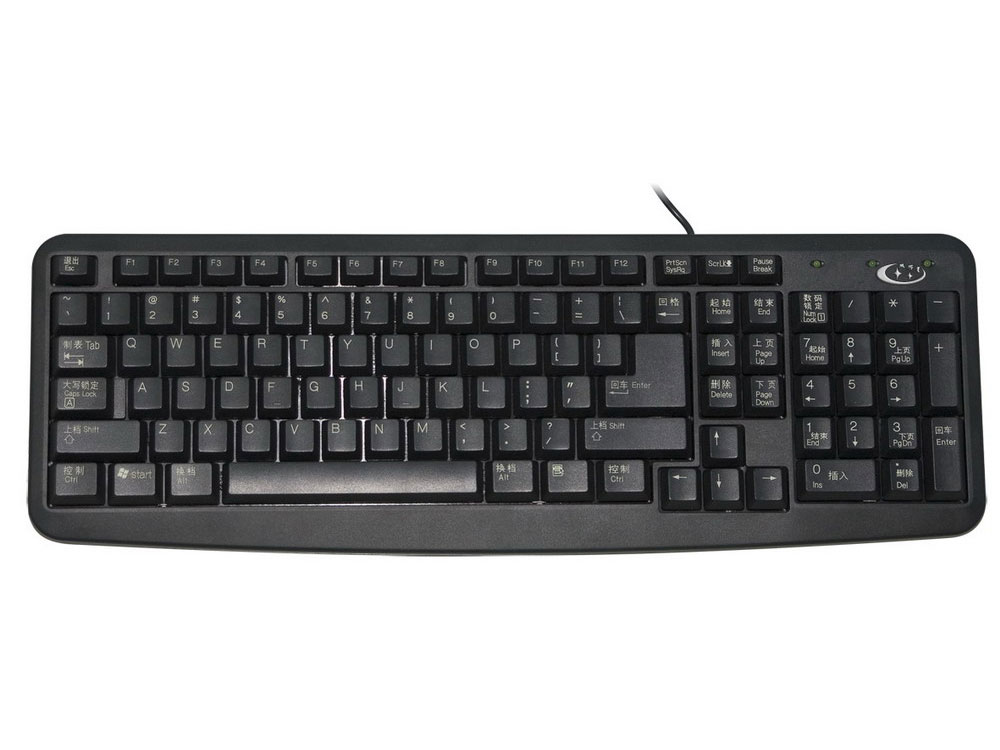 退出
Esc
F1 F2 F3 F4 F5 F6 F7 F8 F9 F10 F11 F12
PrtScn
SysRq
ScrLK
Pause
Break
~
`
!
1
@
2
#
3
$
4
%
5
^
6
&
7
*
8
(
9
)
0
—
-
+
=
¦
\
回格
←
起始
Home
结束
End
数码
锁定
Num
Lock 1
/
*
—
制表 Tab
Q W E R T Y U I O P
{
[
}
]
插入
Insert
上页
Page
Up
7 起始
Home
8
↑
9 上页
PgUp
+
大写锁定
Caps Lock
A
A S D F G H J K L
:
;
"
回车 Enter
←
删除
Delete
下页
Page
Down
4
←
5
6
→
上档 Shift
Z X C V B N M
<
,
>
.
?
/
上档 Shift
↑
1 结束
End
2
↓
3 下页
PgDn
回车
Enter
控制
Ctrl
start
换档
Alt
换档
Alt
控制
Ctrl
← ↓ →
0 插入
Ins
. 删除
Del